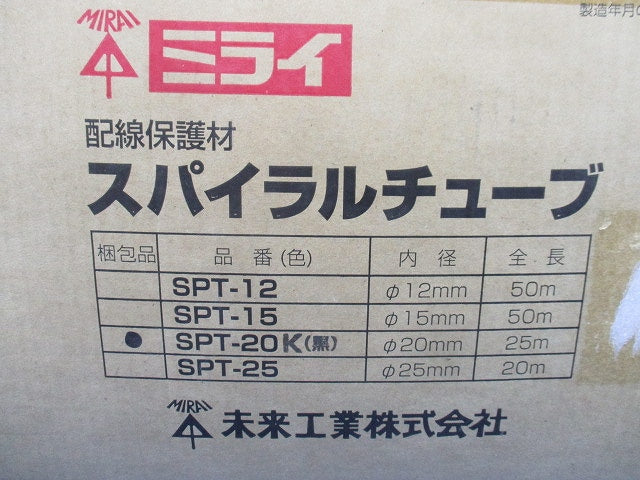 製造年月の
MIRAI
ミライ
配線保護材
スパイラルチューブ
梱包品 品番(色) 内径 全長
SPT-12 φ12mm 50m
SPT-15 φ15mm 50m
● SPT-20K(黒) φ20mm 25m
SPT-25 φ25mm 20m
MIRAI 未来工業株式会社